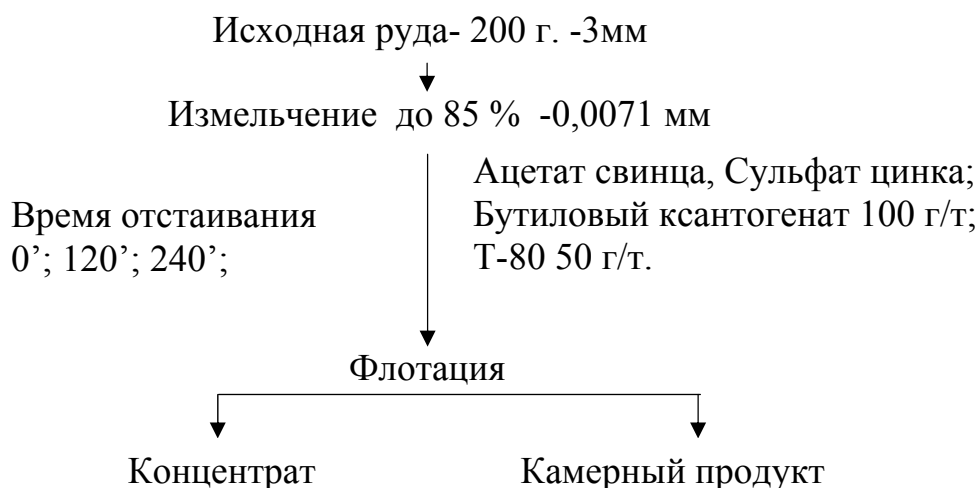 Исходная руда- 200 г. -3мм
Измельчение до 85 % -0,0071 мм
Ацетат свинца, Сульфат цинка;
Бутиловый ксантогенат 100 г/т;
Т-80 50 г/т.
Время отстаивания
0’; 120’; 240’;
Флотация
Концентрат
Камерный продукт